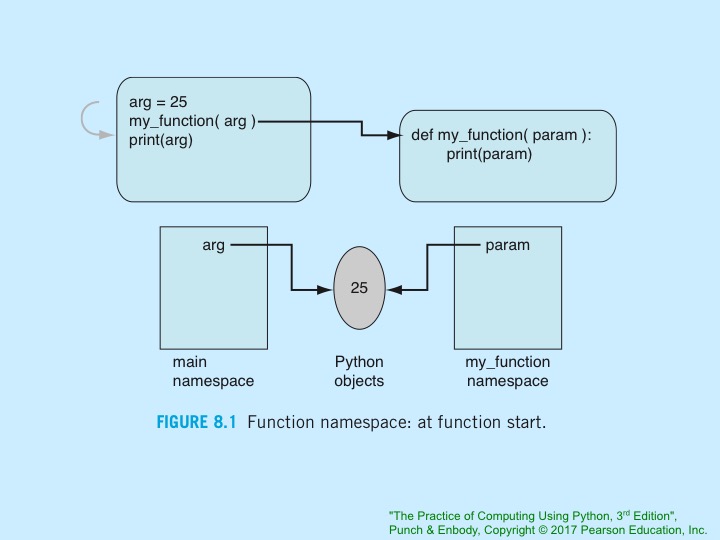 arg = 25
my_function( arg )
print(arg)
def my_function( param ):
print(param)
arg
25
param
main
namespace
Python
objects
my_function
namespace
FIGURE 8.1 Function namespace: at function start.
"The Practice of Computing Using Python, 3rd Edition",
Punch & Enbody, Copyright © 2017 Pearson Education, Inc.